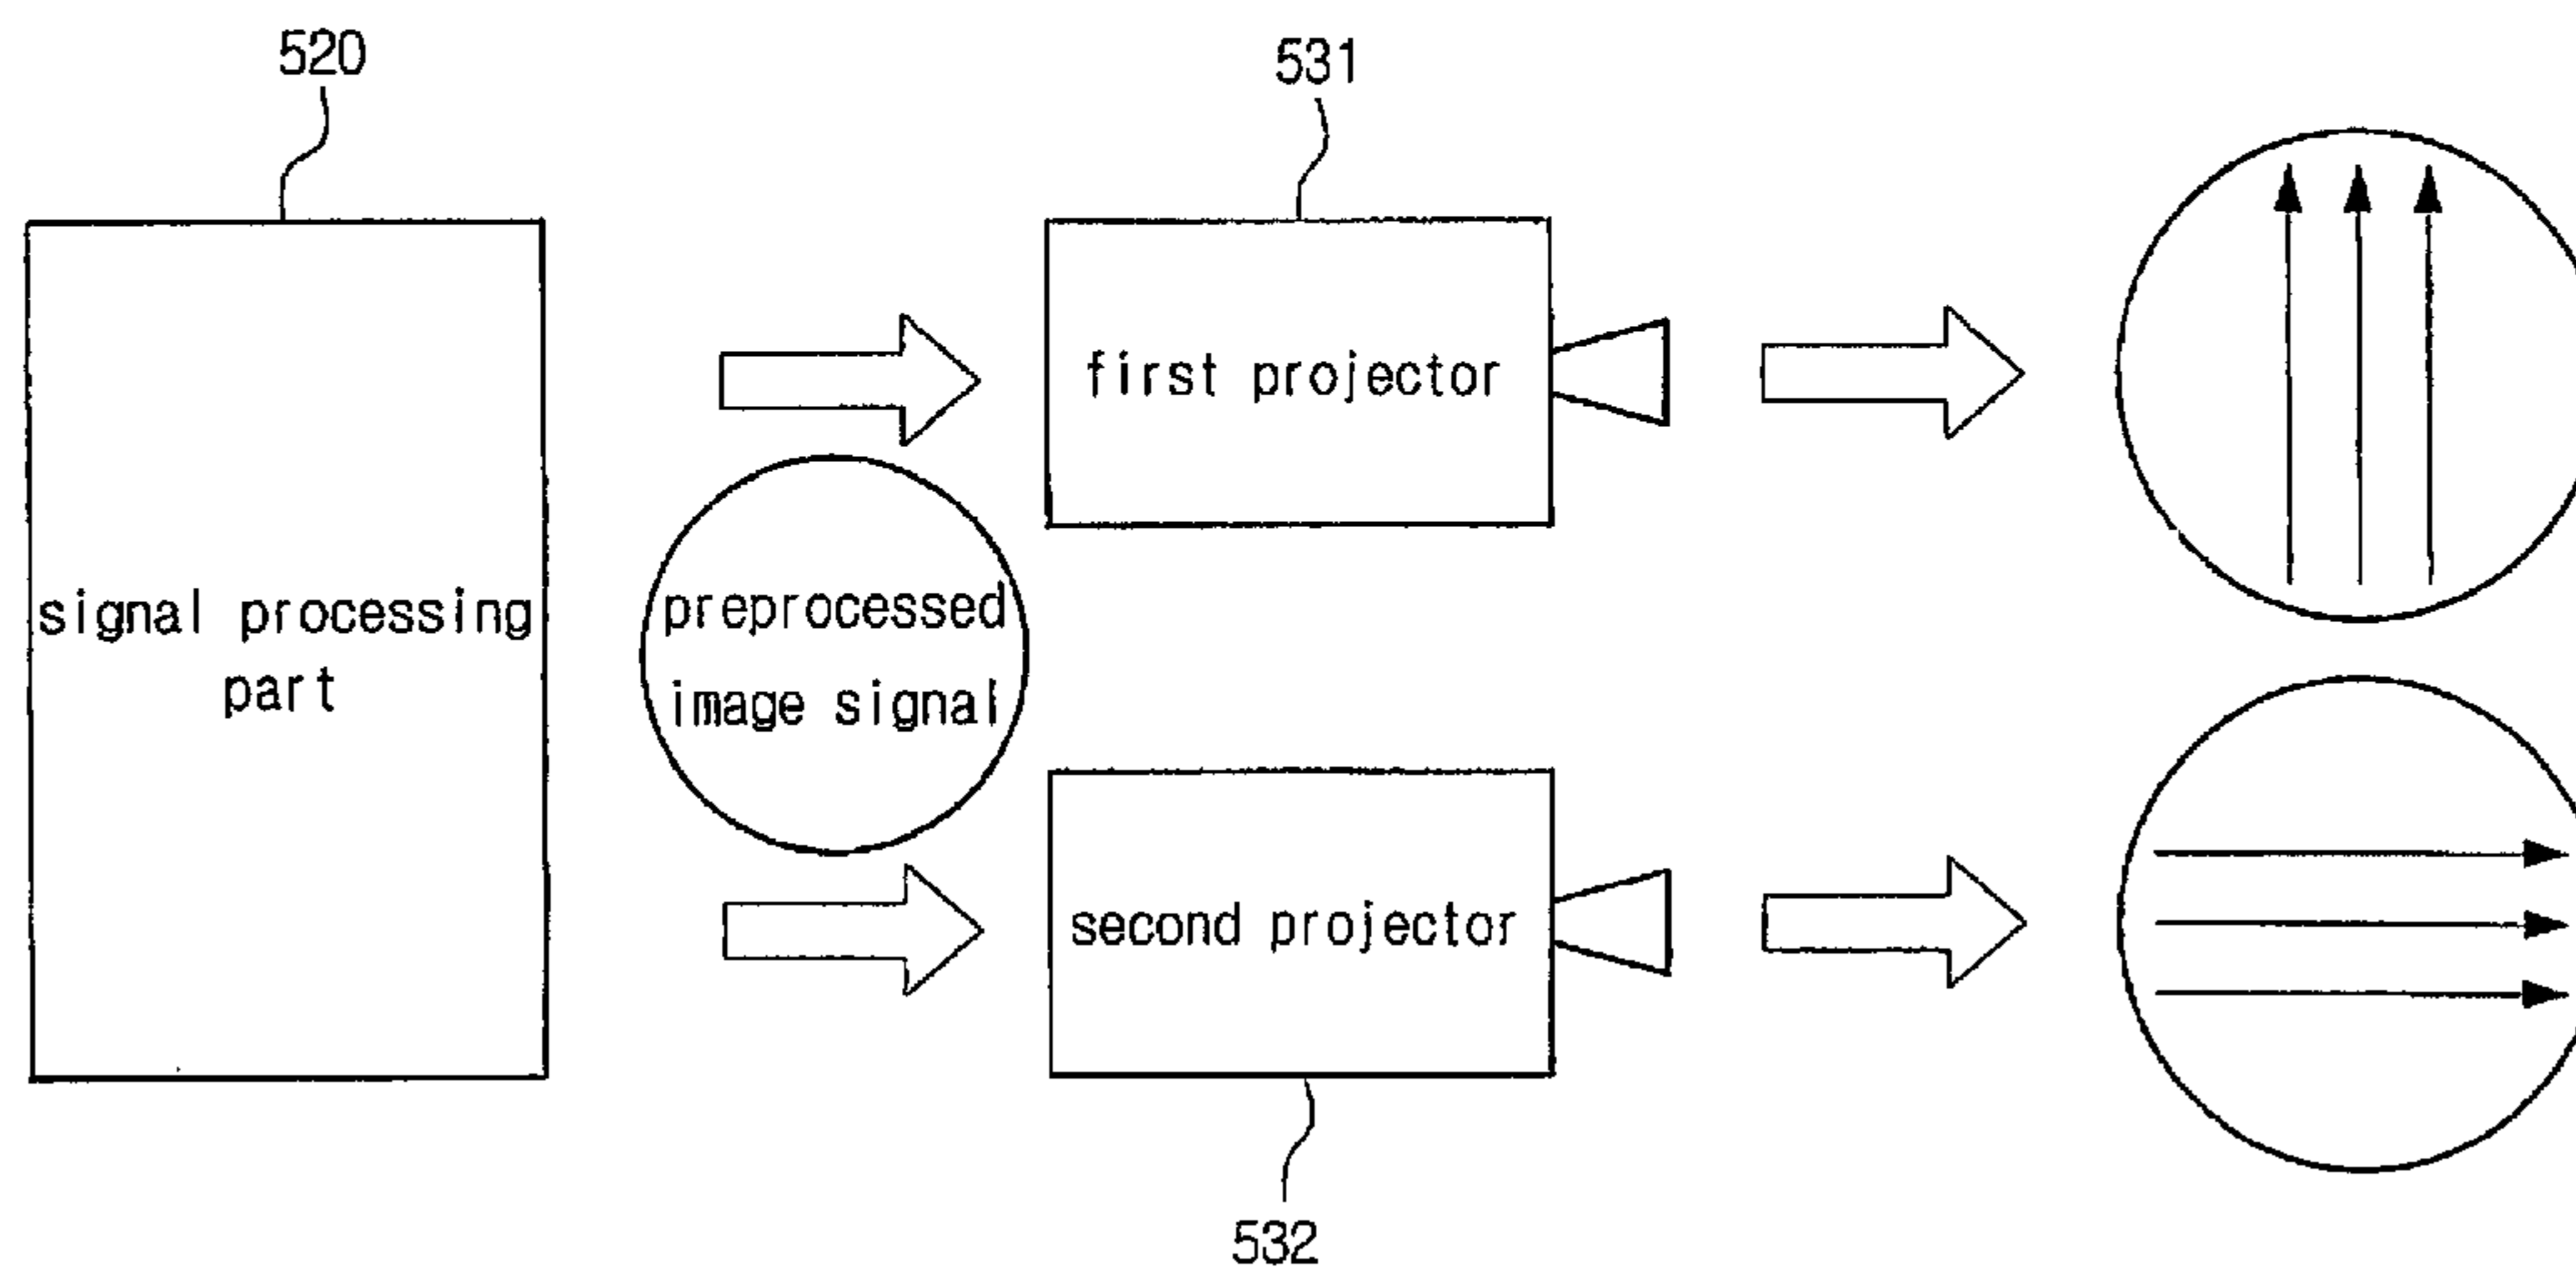 520
531
first projector
signal processing
part
preprocessed
image signal
second projector
532